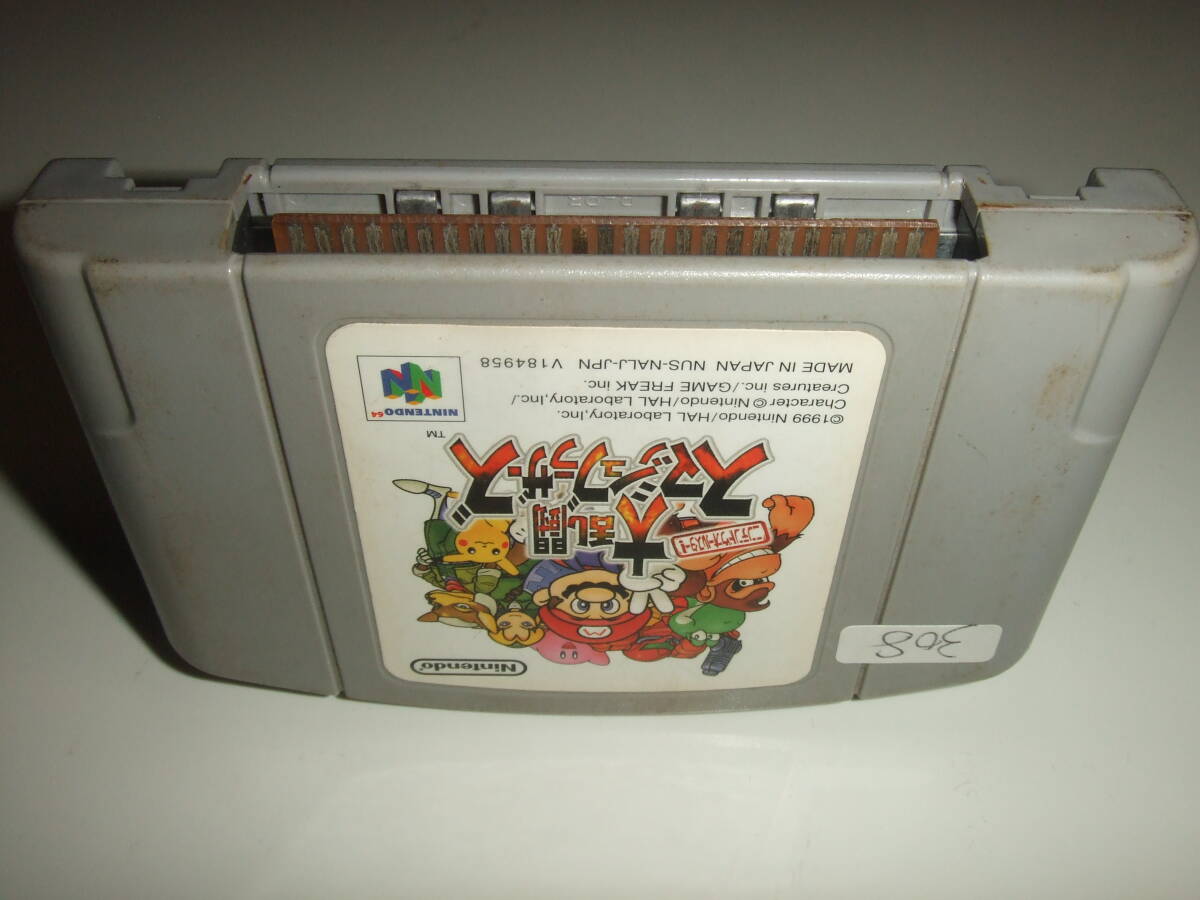 Nintendo
ニンテンドウオールスター!
大乱闘
スマッシュブラザーズ
TM
©1999 Nintendo/HAL Laboratory,Inc.
Character © Nintendo/HAL Laboratory,Inc./
Creatures inc./GAME FREAK inc.
MADE IN JAPAN NUS-NALJ-JPN V184958
NINTENDO 64
308